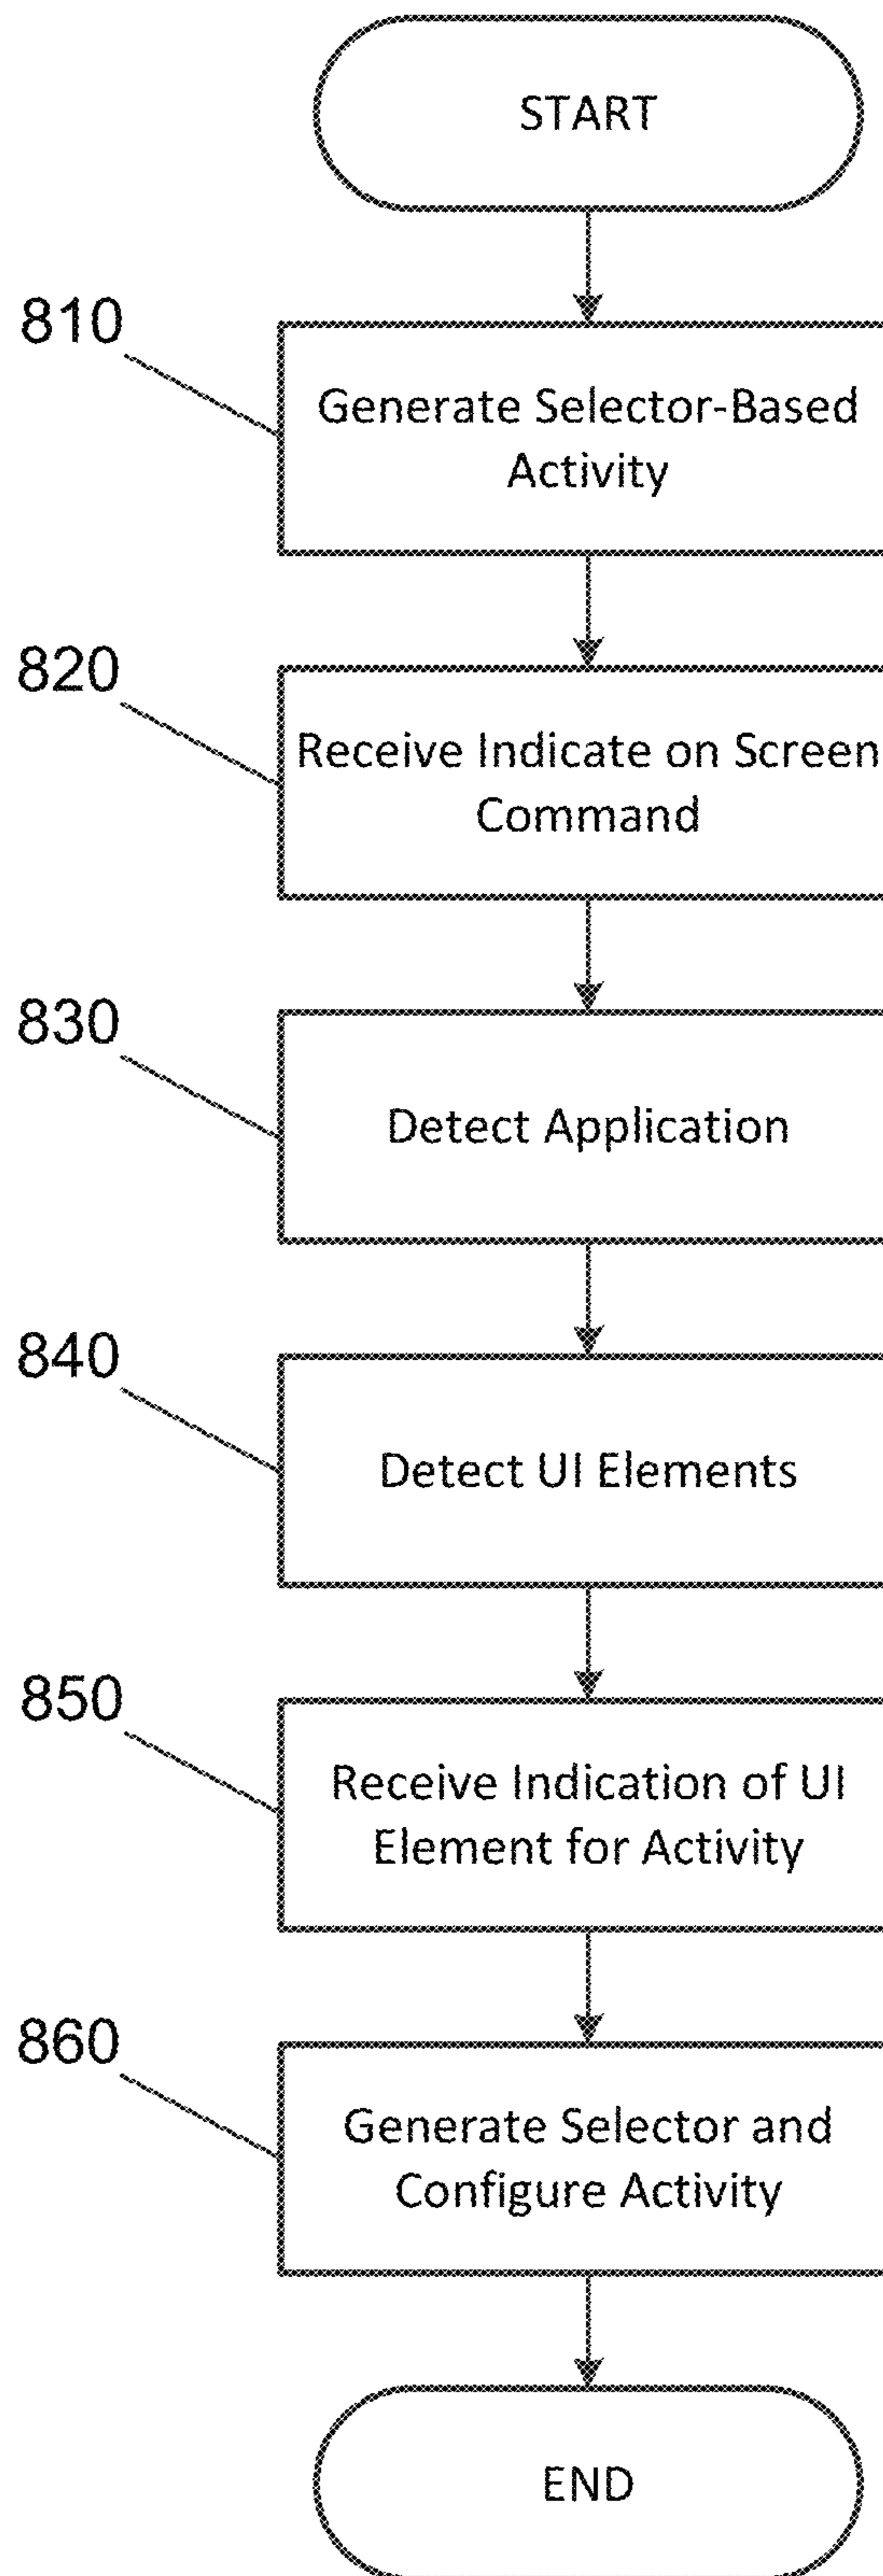 START
810
Generate Selector-Based
Activity
820
Receive Indicate on Screen
Command
830
Detect Application
840
Detect UI Elements
850
Receive Indication of UI
Element for Activity
860
Generate Selector and
Configure Activity
END